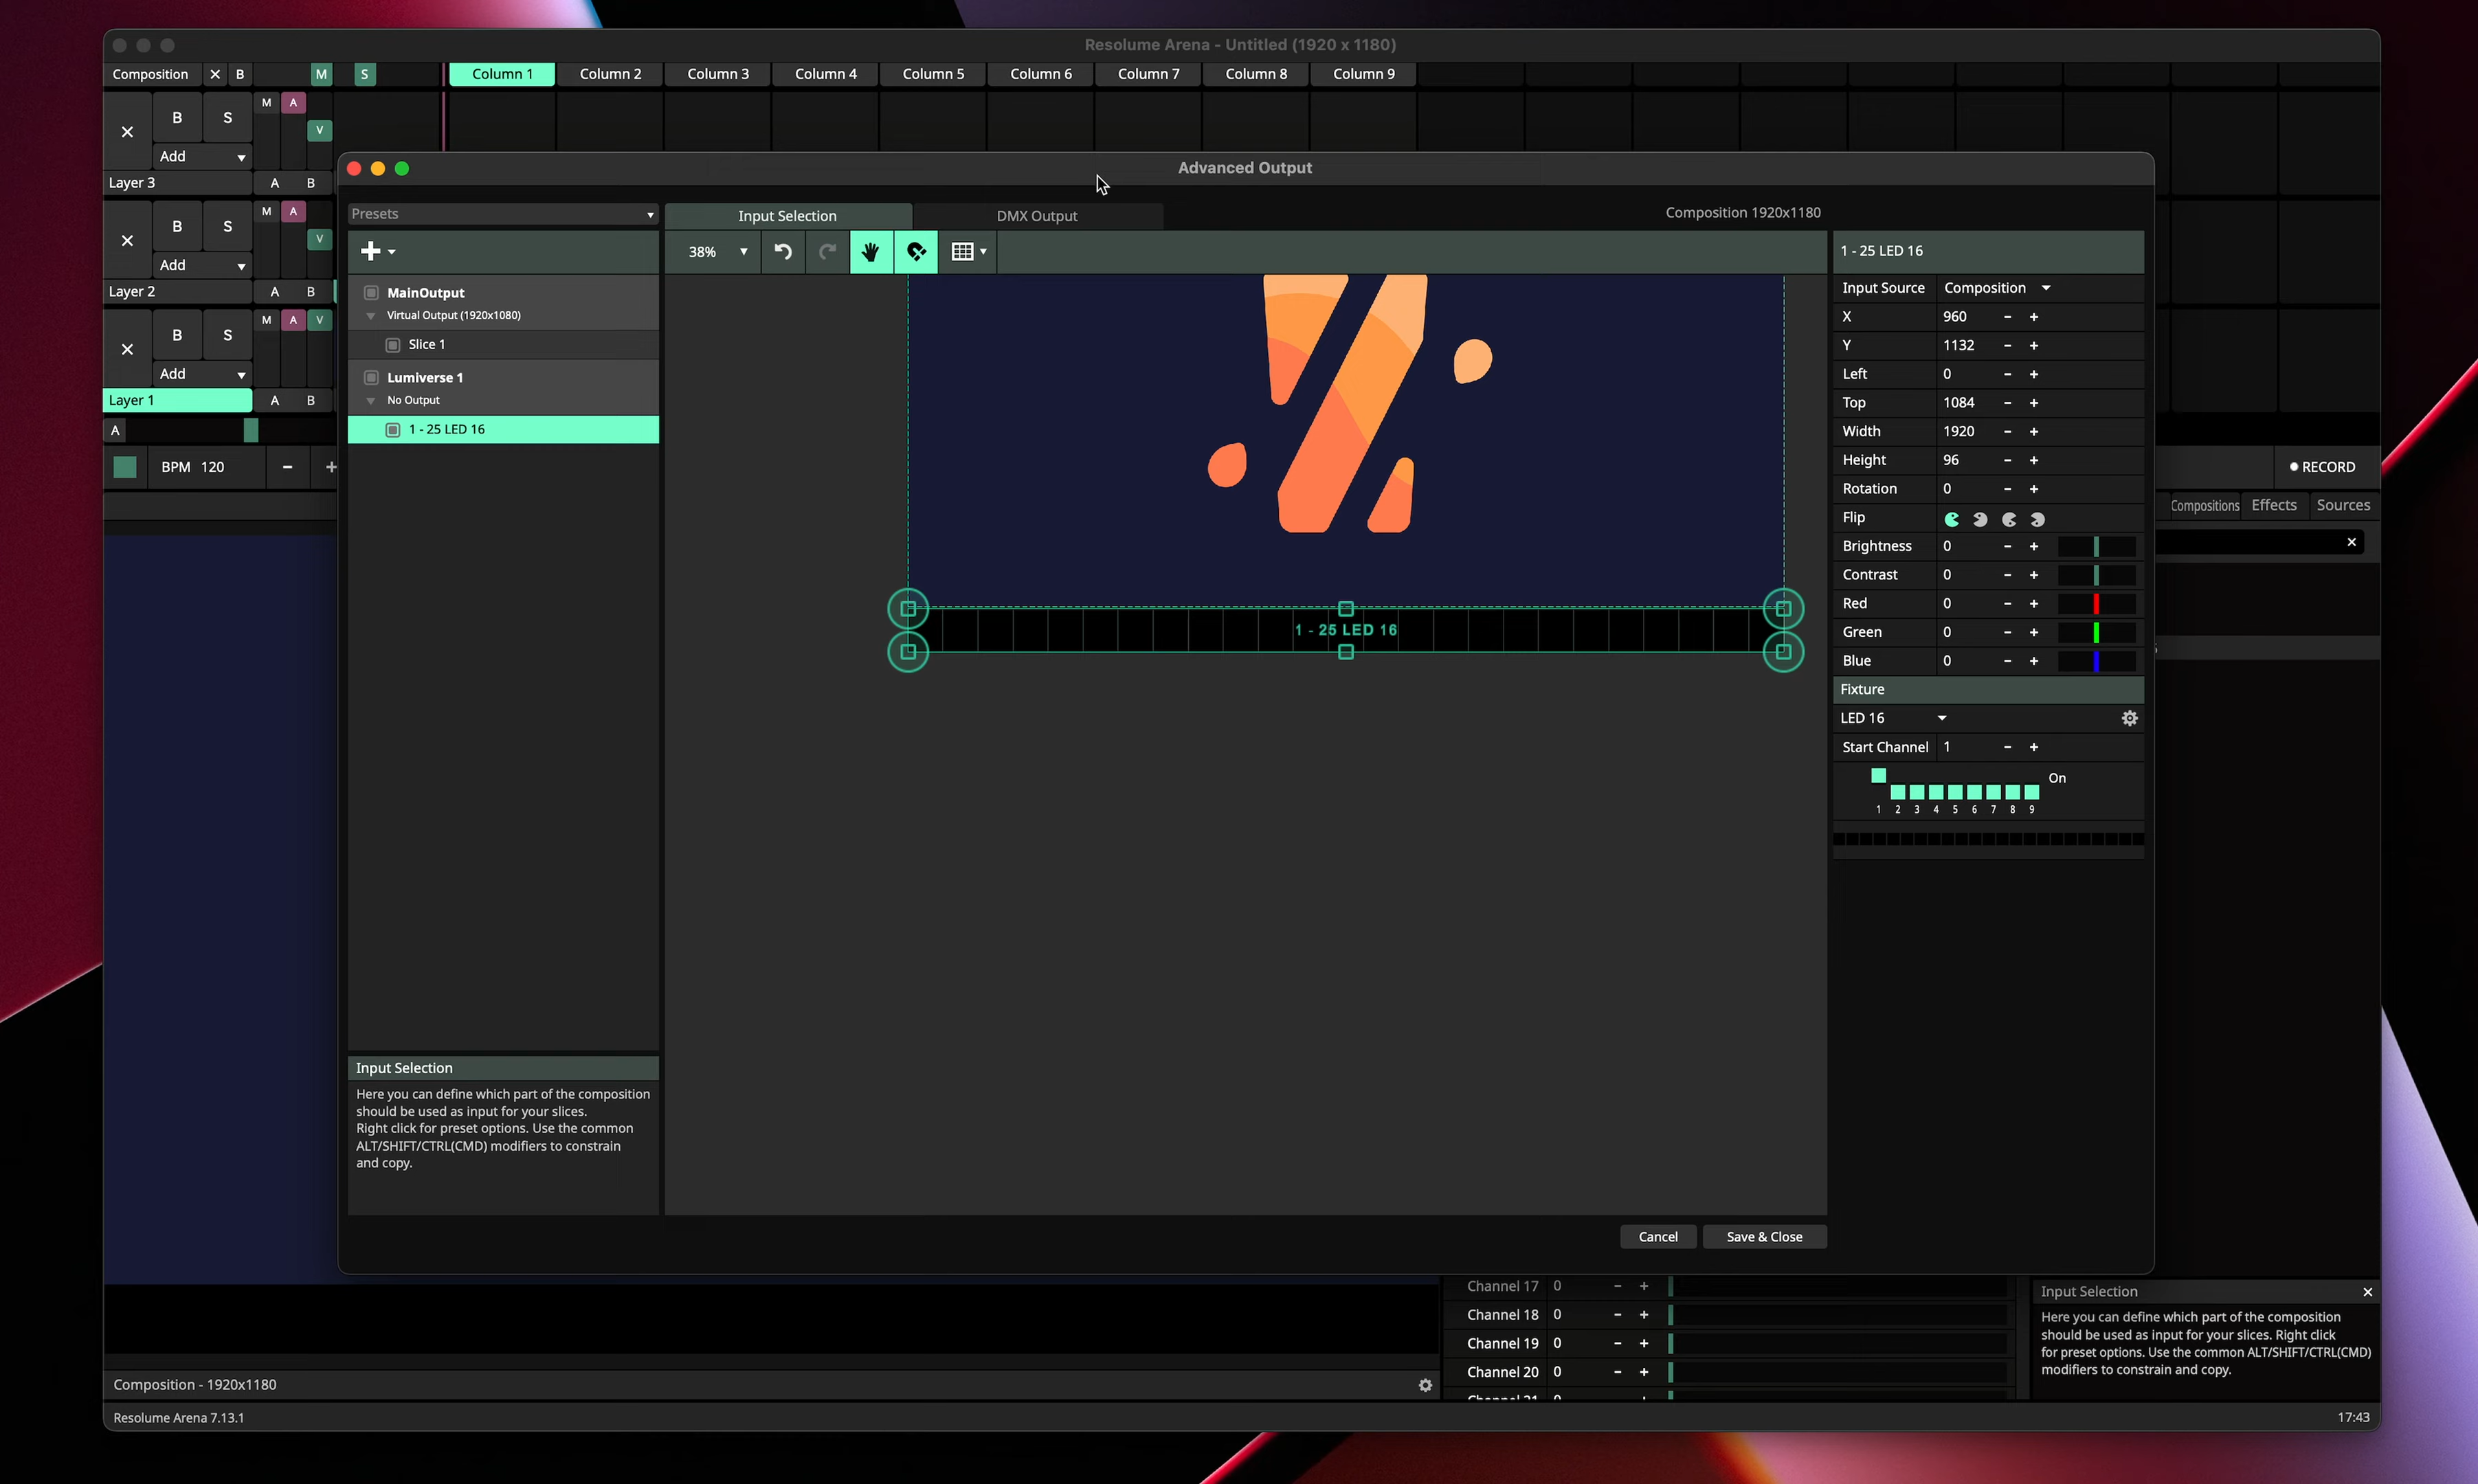 Resolume Arena - Untitled (1920 x 1180)
Composition
B
M
S
Column 1
Column 2
Column 3
Column 4
Column 5
Column 6
Column 7
Column 8
Column 9
B
S
M
A
V
Add
Layer 3
A
B
B
S
M
A
V
Add
Layer 2
A
B
B
S
M
A
V
Add
Layer 1
A
B
A
BPM 120
- +
RECORD
Compositions
Effects
Sources
Advanced Output
Presets
Input Selection
DMX Output
Composition 1920x1180
38%
MainOutput
Virtual Output (1920x1080)
Slice 1
Lumiverse 1
No Output
1 - 25 LED 16
1 - 25 LED 16
1 - 25 LED 16
Input Source Composition
X 960 - +
Y 1132 - +
Left 0 - +
Top 1084 - +
Width 1920 - +
Height 96 - +
Rotation 0 - +
Flip
Brightness 0 - +
Contrast 0 - +
Red 0 - +
Green 0 - +
Blue 0 - +
Fixture
LED 16
Start Channel 1 - +
On
1 2 3 4 5 6 7 8 9
Input Selection
Here you can define which part of the composition
should be used as input for your slices.
Right click for preset options. Use the common
ALT/SHIFT/CTRL(CMD) modifiers to constrain
and copy.
Cancel
Save & Close
Channel 17 0 - +
Channel 18 0 - +
Channel 19 0 - +
Channel 20 0 - +
Input Selection
Here you can define which part of the composition
should be used as input for your slices. Right click
for preset options. Use the common ALT/SHIFT/CTRL(CMD)
modifiers to constrain and copy.
Composition - 1920x1180
Resolume Arena 7.13.1
17:43